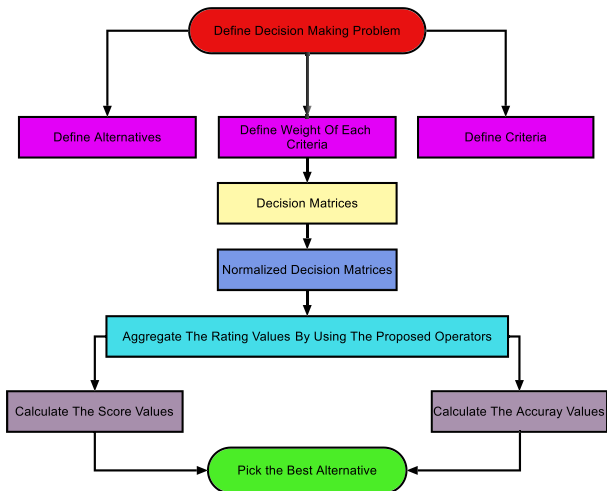 Define Decision Making Problem
Define Alternatives
Define Weight Of Each
Criteria
Define Criteria
Decision Matrices
Normalized Decision Matrices
Aggregate The Rating Values By Using The Proposed Operators
Calculate The Score Values
Calculate The Accuray Values
Pick the Best Alternative